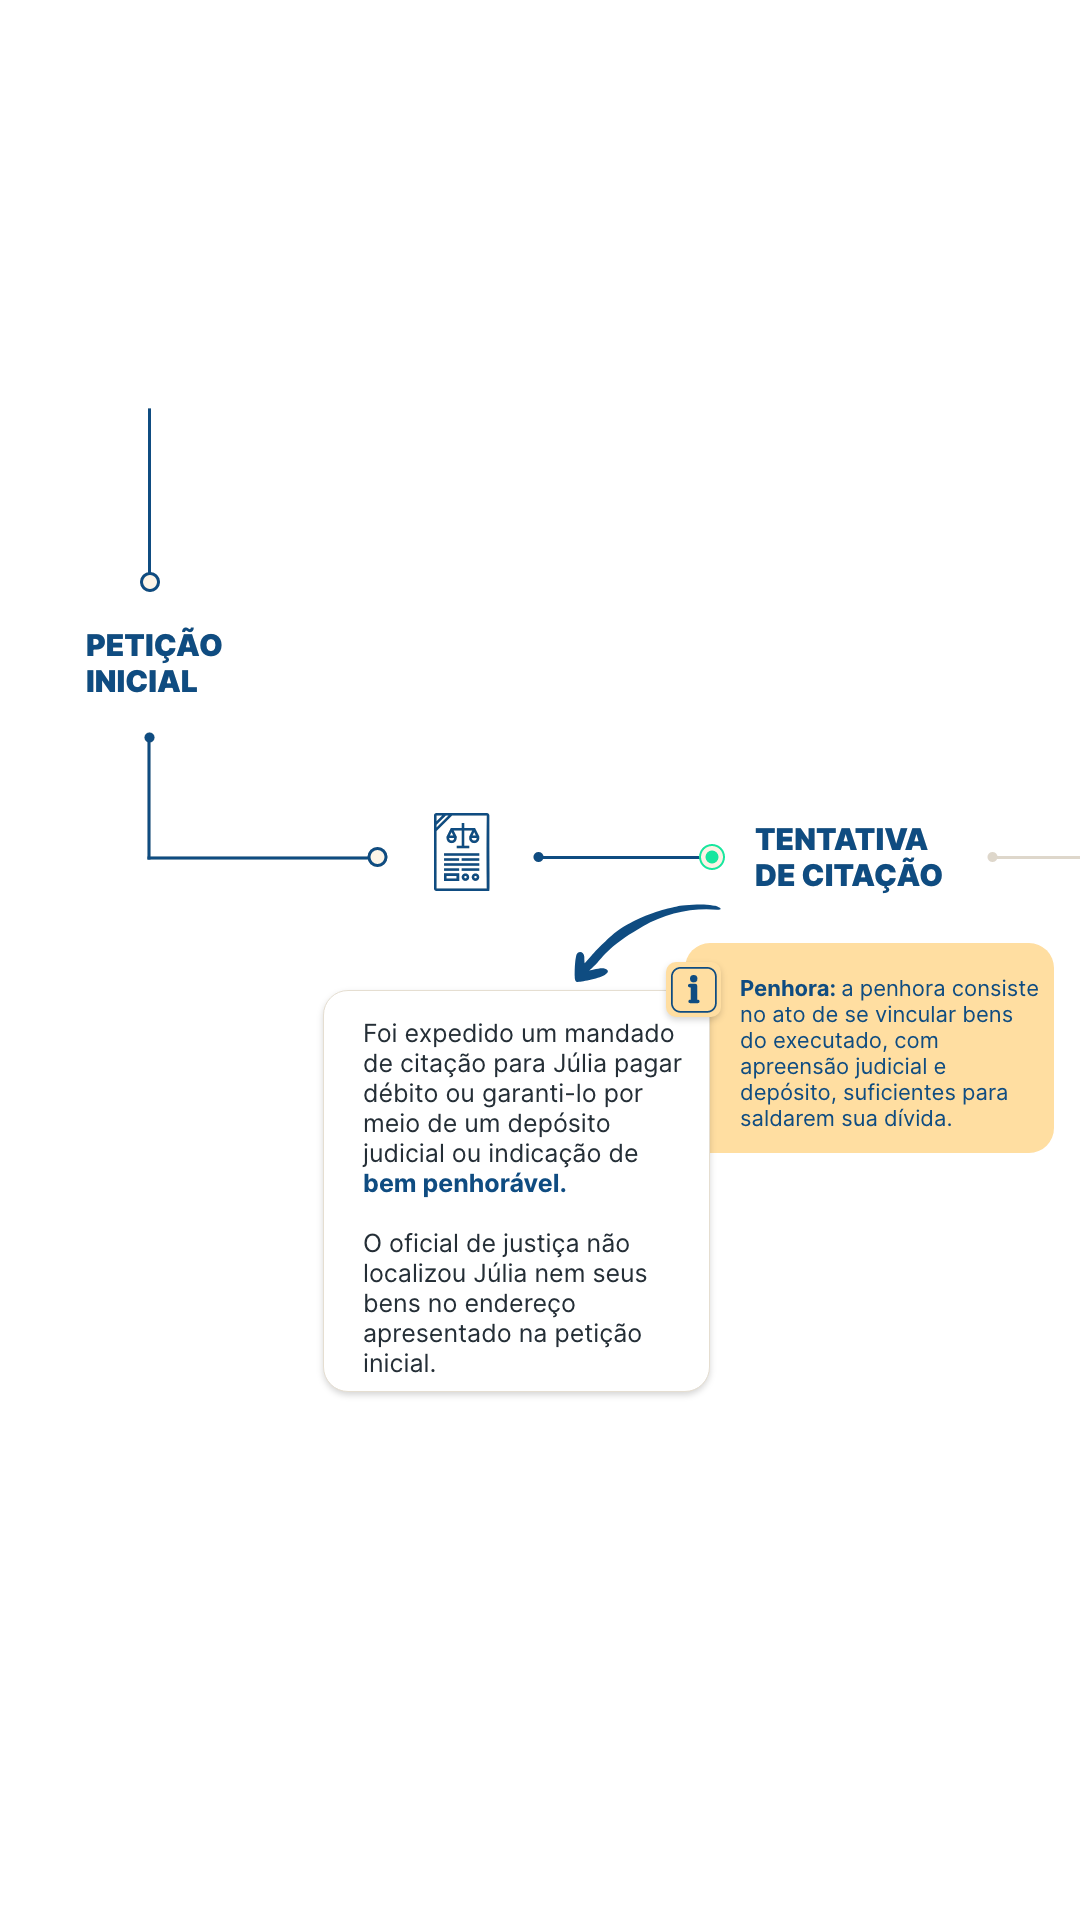 PETIÇÃO
INICIAL
TENTATIVA
DE CITAÇÃO
Penhora: a penhora consiste
no ato de se vincular bens
do executado, com
apreensão judicial e
depósito, suficientes para
saldarem sua dívida.
Foi expedido um mandado
de citação para Júlia pagar
débito ou garanti-lo por
meio de um depósito
judicial ou indicação de
bem penhorável.
O oficial de justiça não
localizou Júlia nem seus
bens no endereço
apresentado na petição
inicial.